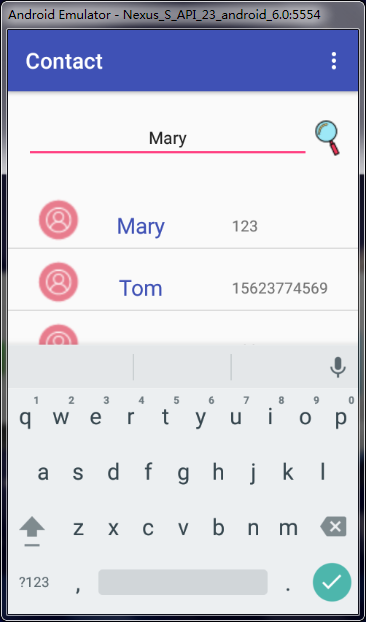 Android Emulator - Nexus_S_API_23_android_6.0:5554
Contact
Mary
Mary 123
Tom 15623774569
1 2 3 4 5 6 7 8 9 0
q w e r t y u i o p
a s d f g h j k l
z x c v b n m
?123 , .